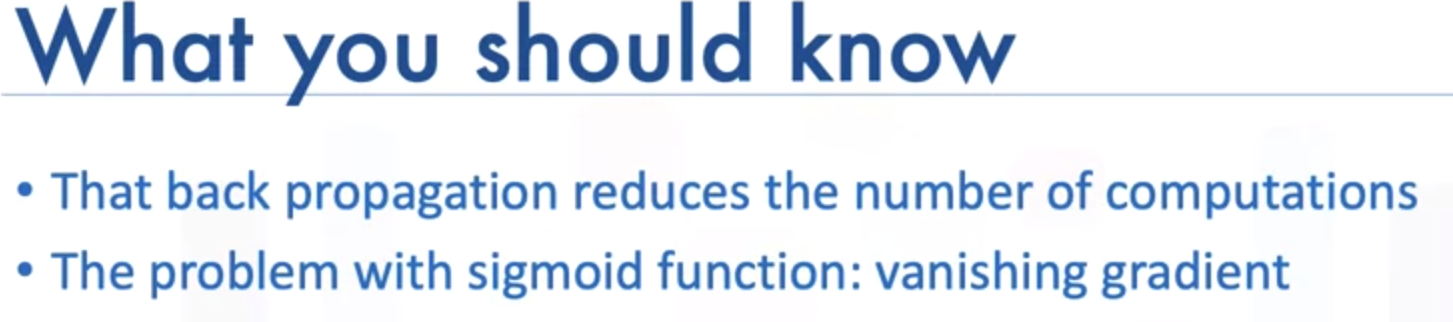 What you should know
• That back propagation reduces the number of computations
• The problem with sigmoid function: vanishing gradient